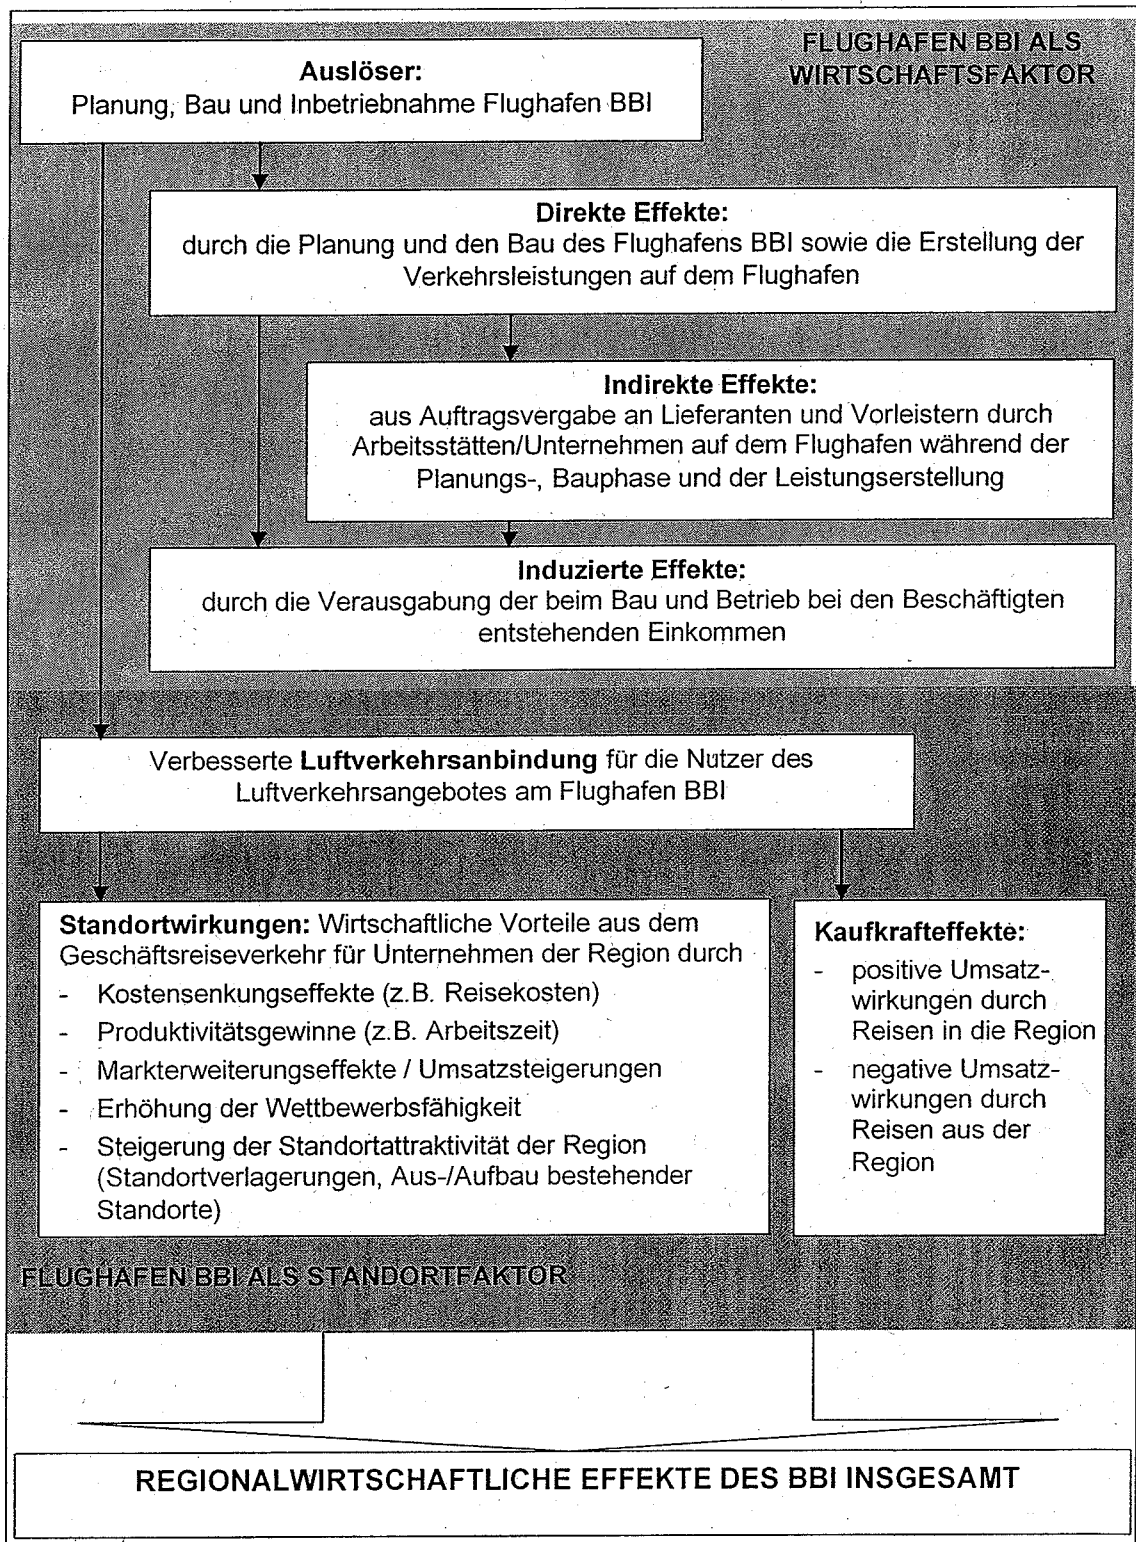 FLUGHAFEN BBI ALS
WIRTSCHAFTSFAKTOR
Auslöser:
Planung, Bau und Inbetriebnahme Flughafen BBI
Direkte Effekte:
durch die Planung und den Bau des Flughafens BBI sowie die Erstellung der
Verkehrsleistungen auf dem Flughafen
Indirekte Effekte:
aus Auftragsvergabe an Lieferanten und Vorleistern durch
Arbeitsstätten/Unternehmen auf dem Flughafen während der
Planungs-, Bauphase und der Leistungserstellung
Induzierte Effekte:
durch die Verausgabung der beim Bau und Betrieb bei den Beschäftigten
entstehenden Einkommen
Verbesserte Luftverkehrsanbindung für die Nutzer des
Luftverkehrsangebotes am Flughafen BBI
Standortwirkungen: Wirtschaftliche Vorteile aus dem
Geschäftsreiseverkehr für Unternehmen der Region durch
- Kostensenkungseffekte (z.B. Reisekosten)
- Produktivitätsgewinne (z.B. Arbeitszeit)
- Markterweiterungseffekte / Umsatzsteigerungen
- Erhöhung der Wettbewerbsfähigkeit
- Steigerung der Standortattraktivität der Region
(Standortverlagerungen, Aus-/Aufbau bestehender
Standorte)
Kaufkrafteffekte:
- positive Umsatz-
wirkungen durch
Reisen in die Region
- negative Umsatz-
wirkungen durch
Reisen aus der
Region
FLUGHAFEN BBI ALS STANDORTFAKTOR
REGIONALWIRTSCHAFTLICHE EFFEKTE DES BBI INSGESAMT